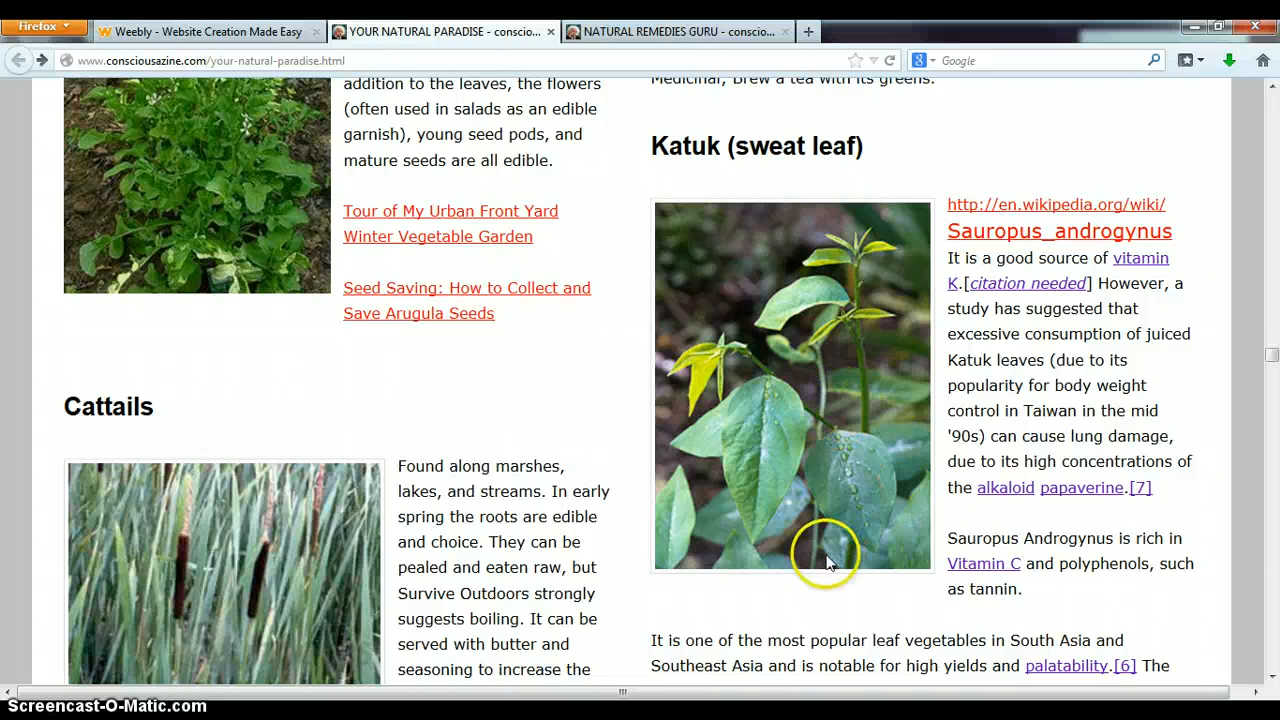 Firefox
Weebly - Website Creation Made Easy
YOUR NATURAL PARADISE - conscio...
NATURAL REMEDIES GURU - conscio...
www.consciousazine.com/your-natural-paradise.html
Google
addition to the leaves, the flowers
(often used in salads as an edible
garnish), young seed pods, and
mature seeds are all edible.
Tour of My Urban Front Yard
Winter Vegetable Garden
Seed Saving: How to Collect and
Save Arugula Seeds
Cattails
Found along marshes,
lakes, and streams. In early
spring the roots are edible
and choice. They can be
pealed and eaten raw, but
Survive Outdoors strongly
suggests boiling. It can be
served with butter and
seasoning to increase the
Medicinal, Brew a tea with its greens.
Katuk (sweat leaf)
http://en.wikipedia.org/wiki/
Sauropus_androgynus
It is a good source of vitamin
K.[citation needed] However, a
study has suggested that
excessive consumption of juiced
Katuk leaves (due to its
popularity for body weight
control in Taiwan in the mid
'90s) can cause lung damage,
due to its high concentrations of
the alkaloid papaverine.[7]
Sauropus Androgynus is rich in
Vitamin C and polyphenols, such
as tannin.
It is one of the most popular leaf vegetables in South Asia and
Southeast Asia and is notable for high yields and palatability.[6] The
Screencast-O-Matic.com